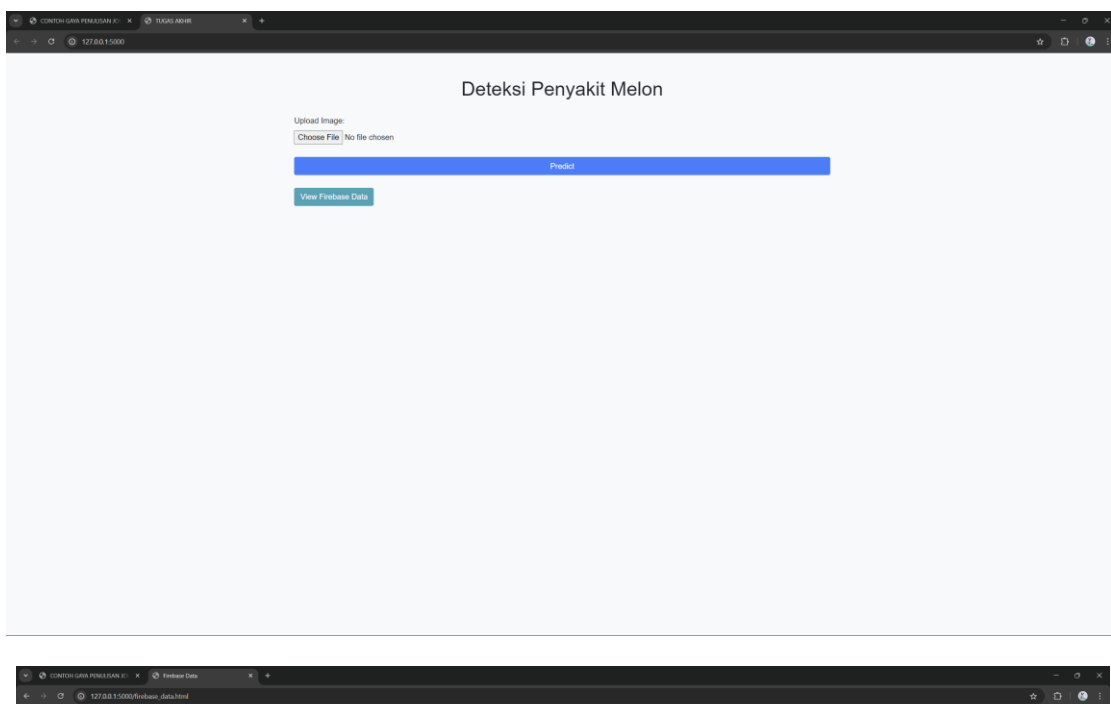 CONTOH GAYA PENULISAN JO
TUGAS AKHIR
127.0.0.1:5000
Deteksi Penyakit Melon
Upload Image:
Choose File No file chosen
Predict
View Firebase Data
CONTOH GAYA PENULISAN JO
Firebase Data
127.0.0.1:5000/firebase_data.html